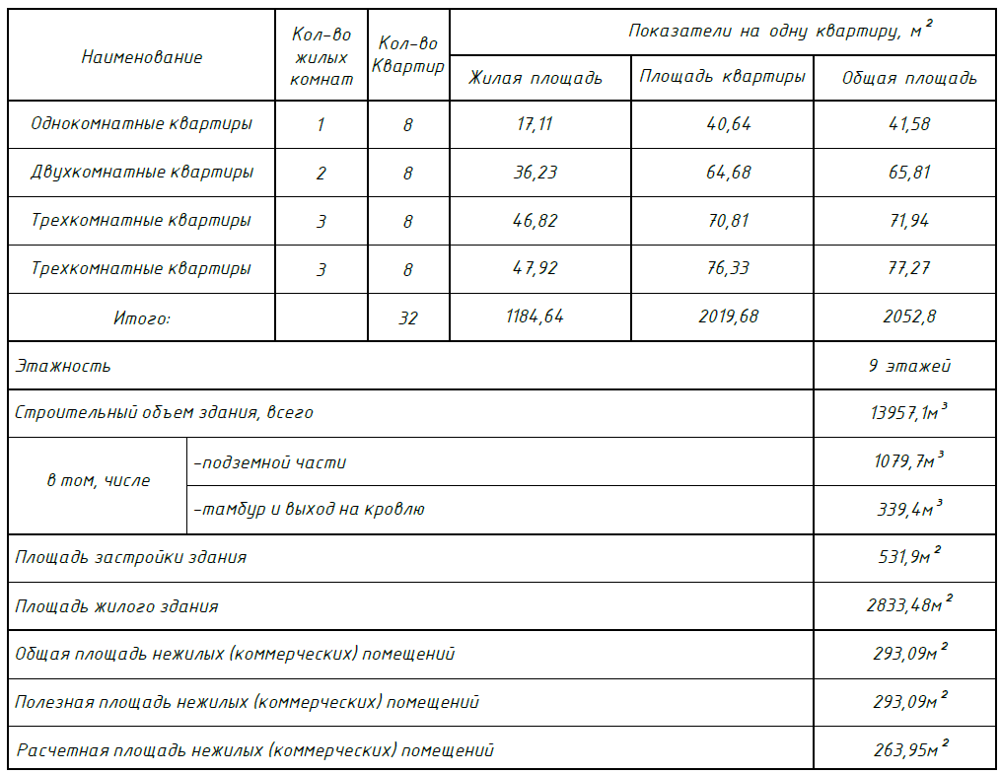 Наименование
Кол-во
жилых
комнат
Кол-во
Квартир
Показатели на одну квартиру, м²
Жилая площадь
Площадь квартиры
Общая площадь
Однокомнатные квартиры 1 8 17,11 40,64 41,58
Двухкомнатные квартиры 2 8 36,23 64,68 65,81
Трехкомнатные квартиры 3 8 46,82 70,81 71,94
Трехкомнатные квартиры 3 8 47,92 76,33 77,27
Итого: 32 1184,64 2019,68 2052,8
Этажность 9 этажей
Строительный объем здания, всего 13957,1м³
в том, числе
-подземной части 1079,7м³
-тамбур и выход на кровлю 339,4м³
Площадь застройки здания 531,9м²
Площадь жилого здания 2833,48м²
Общая площадь нежилых (коммерческих) помещений 293,09м²
Полезная площадь нежилых (коммерческих) помещений 293,09м²
Расчетная площадь нежилых (коммерческих) помещений 263,95м²